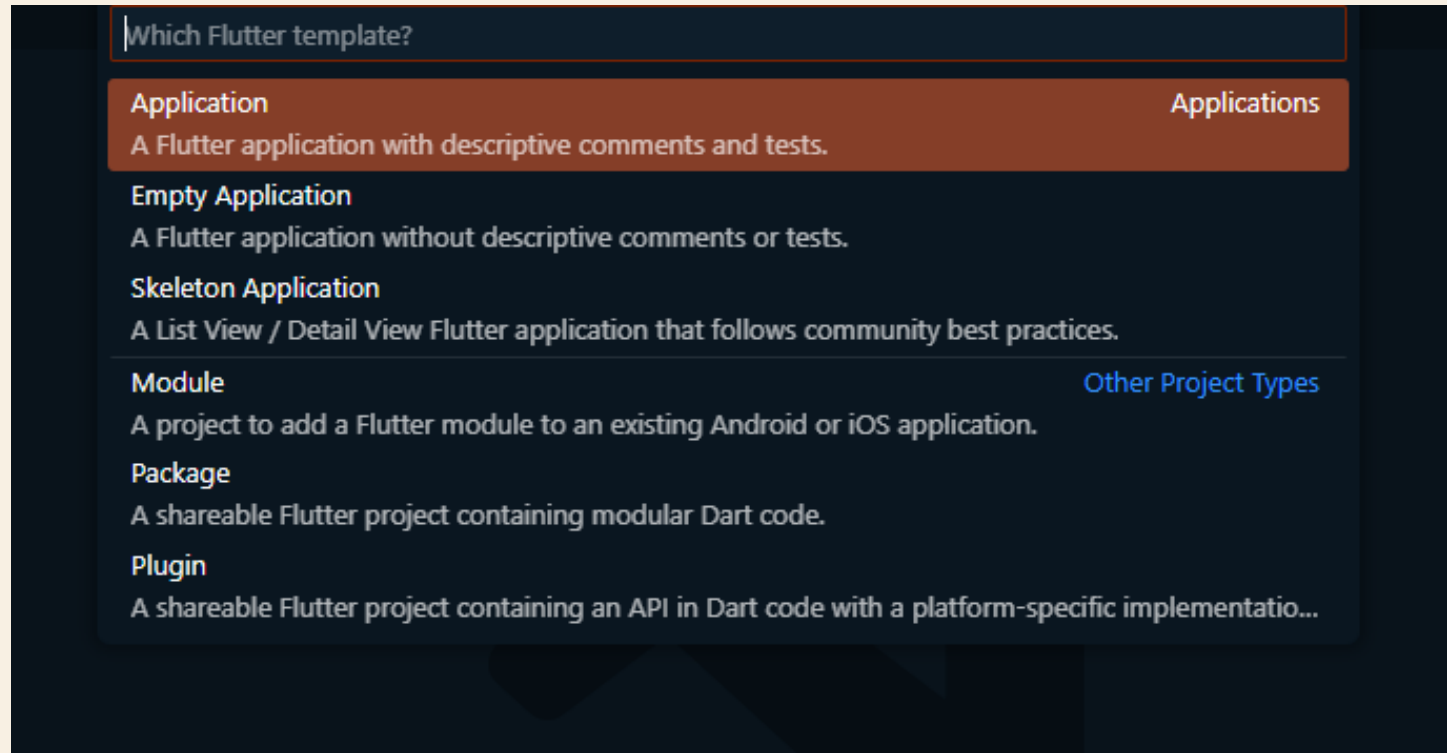 Which Flutter template?
Application Applications
A Flutter application with descriptive comments and tests.
Empty Application
A Flutter application without descriptive comments or tests.
Skeleton Application
A List View / Detail View Flutter application that follows community best practices.
Module Other Project Types
A project to add a Flutter module to an existing Android or iOS application.
Package
A shareable Flutter project containing modular Dart code.
Plugin
A shareable Flutter project containing an API in Dart code with a platform-specific implementatio...